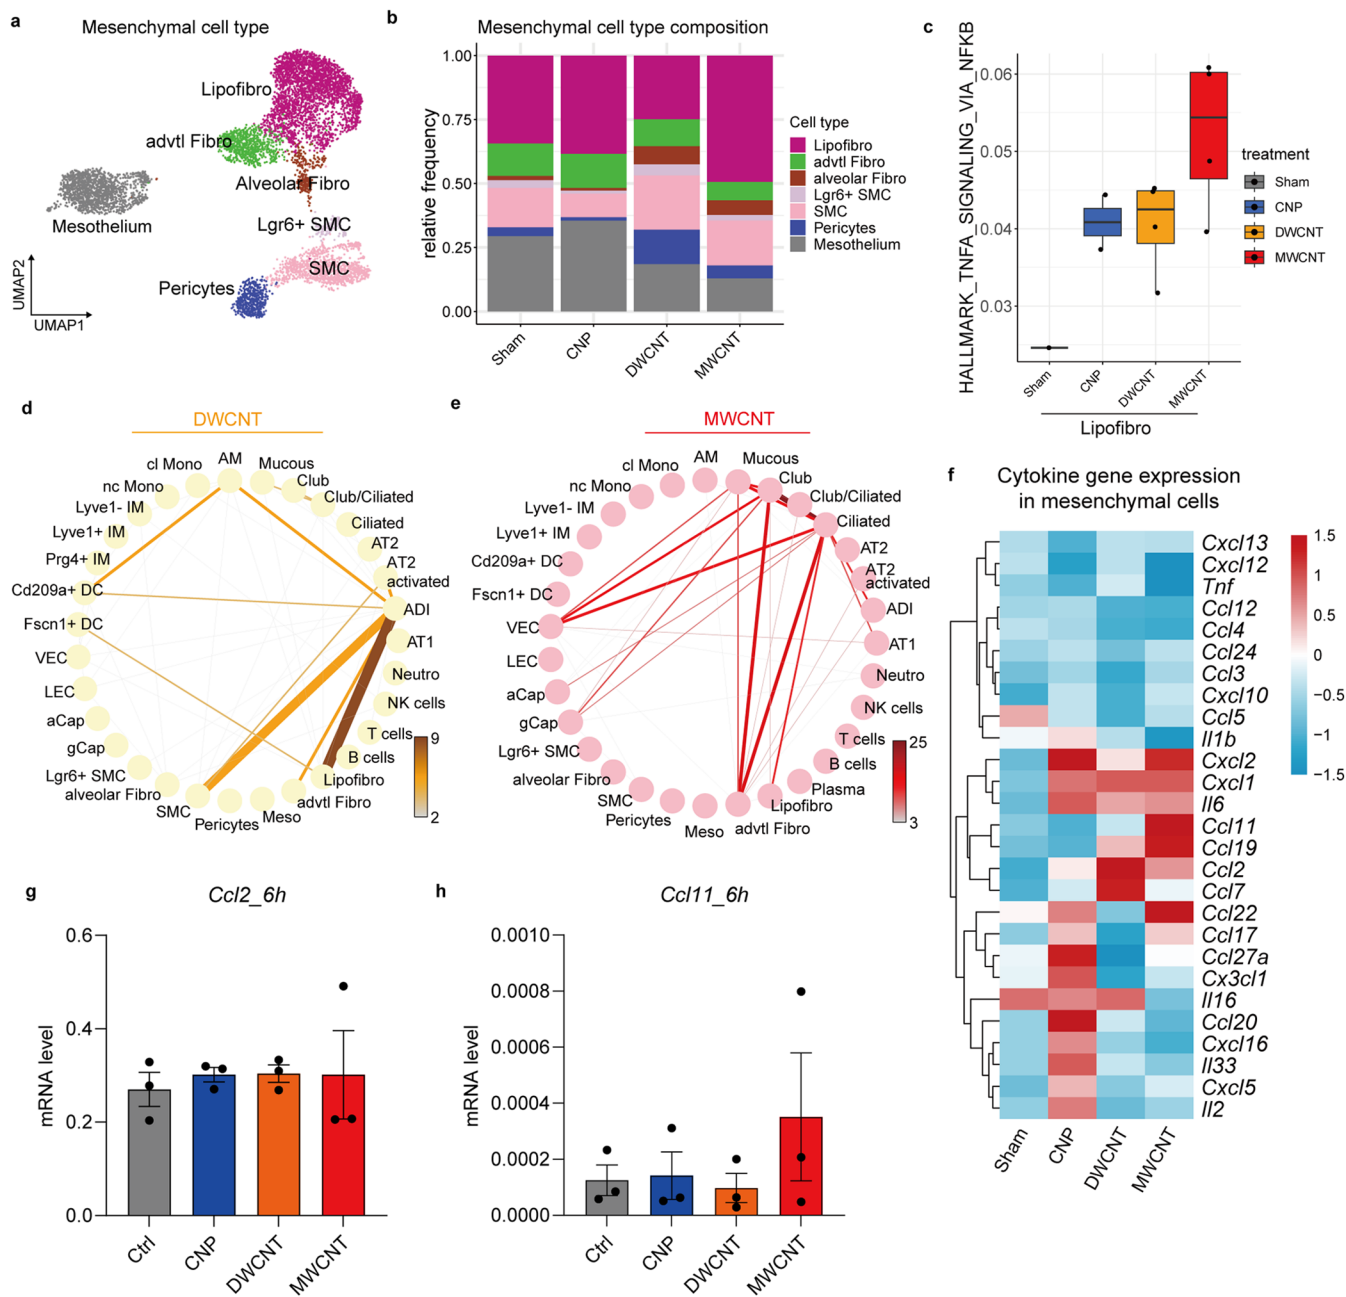 a
Mesenchymal cell type
Lipofibro
advtl Fibro
Alveolar Fibro
Mesothelium
Lgr6+ SMC
SMC
Pericytes
UMAP2
UMAP1
b
Mesenchymal cell type composition
relative frequency
1.00
0.75
0.50
0.25
0.00
Sham
CNP
DWCNT
MWCNT
Cell type
Lipofibro
advtl Fibro
alveolar Fibro
Lgr6+ SMC
SMC
Pericytes
Mesothelium
c
HALLMARK_TNFA_SIGNALING_VIA_NFKB
0.06
0.05
0.04
0.03
Sham
CNP
DWCNT
MWCNT
Lipofibro
treatment
Sham
CNP
DWCNT
MWCNT
d
DWCNT
AM
Mucous
Club
Club/Ciliated
Ciliated
AT2
AT2
activated
ADI
AT1
Neutro
NK cells
T cells
B cells
Lipofibro
advtl Fibro
Meso
Pericytes
SMC
alveolar Fibro
Lgr6+ SMC
gCap
aCap
LEC
VEC
Fscn1+ DC
Cd209a+ DC
Prg4+ IM
Lyve1+ IM
Lyve1- IM
nc Mono
cl Mono
9
2
e
MWCNT
AM
Mucous
Club
Club/Ciliated
Ciliated
AT2
AT2
activated
ADI
AT1
Neutro
NK cells
T cells
B cells
Plasma
Lipofibro
advtl Fibro
Meso
Pericytes
SMC
alveolar Fibro
Lgr6+ SMC
gCap
aCap
LEC
VEC
Fscn1+ DC
Cd209a+ DC
Lyve1+ IM
Lyve1- IM
nc Mono
cl Mono
25
3
f
Cytokine gene expression
in mesenchymal cells
Cxcl13
Cxcl12
Tnf
Ccl12
Ccl4
Ccl24
Ccl3
Cxcl10
Ccl5
Il1b
Cxcl2
Cxcl1
Il6
Ccl11
Ccl19
Ccl2
Ccl7
Ccl22
Ccl17
Ccl27a
Cx3cl1
Il16
Ccl20
Cxcl16
Il33
Cxcl5
Il2
Sham
CNP
DWCNT
MWCNT
1.5
1
0.5
0
−0.5
−1
−1.5
g
Ccl2_6h
mRNA level
0.6
0.4
0.2
0.0
Ctrl
CNP
DWCNT
MWCNT
h
Ccl11_6h
mRNA level
0.0010
0.0008
0.0006
0.0004
0.0002
0.0000
Ctrl
CNP
DWCNT
MWCNT